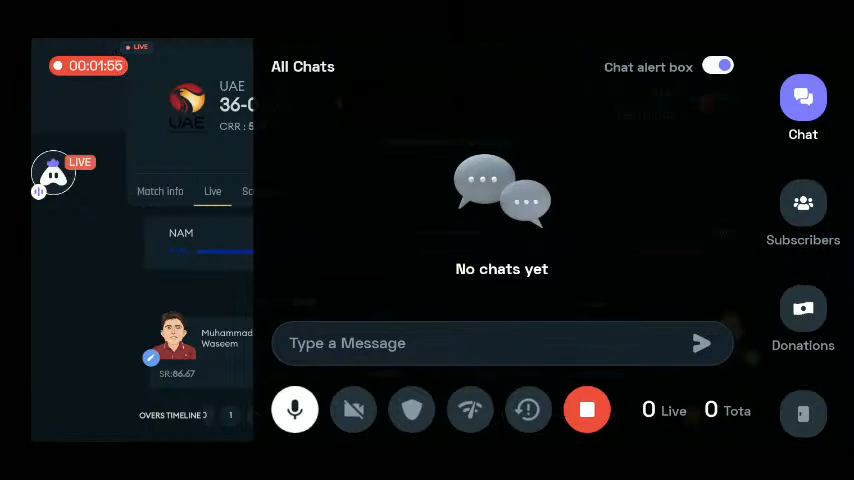 LIVE
00:01:55
UAE
36-0
CRR : 5
UAE
LIVE
Match info
Live
Sc
NAM
Muhammad
Waseem
SR:86.67
OVERS TIMELINE
1
All Chats
Chat alert box
No chats yet
Type a Message
0 Live
0 Tota
Chat
Subscribers
Donations